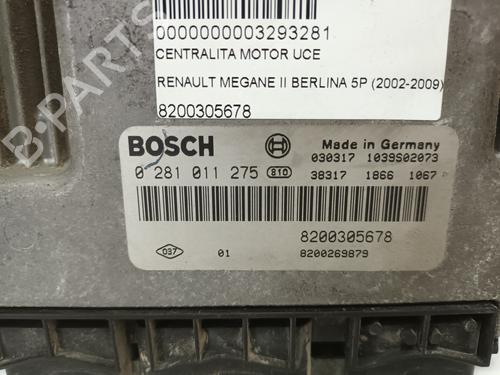 0000000003293281
CENTRALITA MOTOR UCE
RENAULT MEGANE II BERLINA 5P (2002-2009)
8200305678
BOSCH Made in Germany
030317 1039S02073
0 281 011 275 810 38317 1866 1067
8200305678
037 01 8200269879